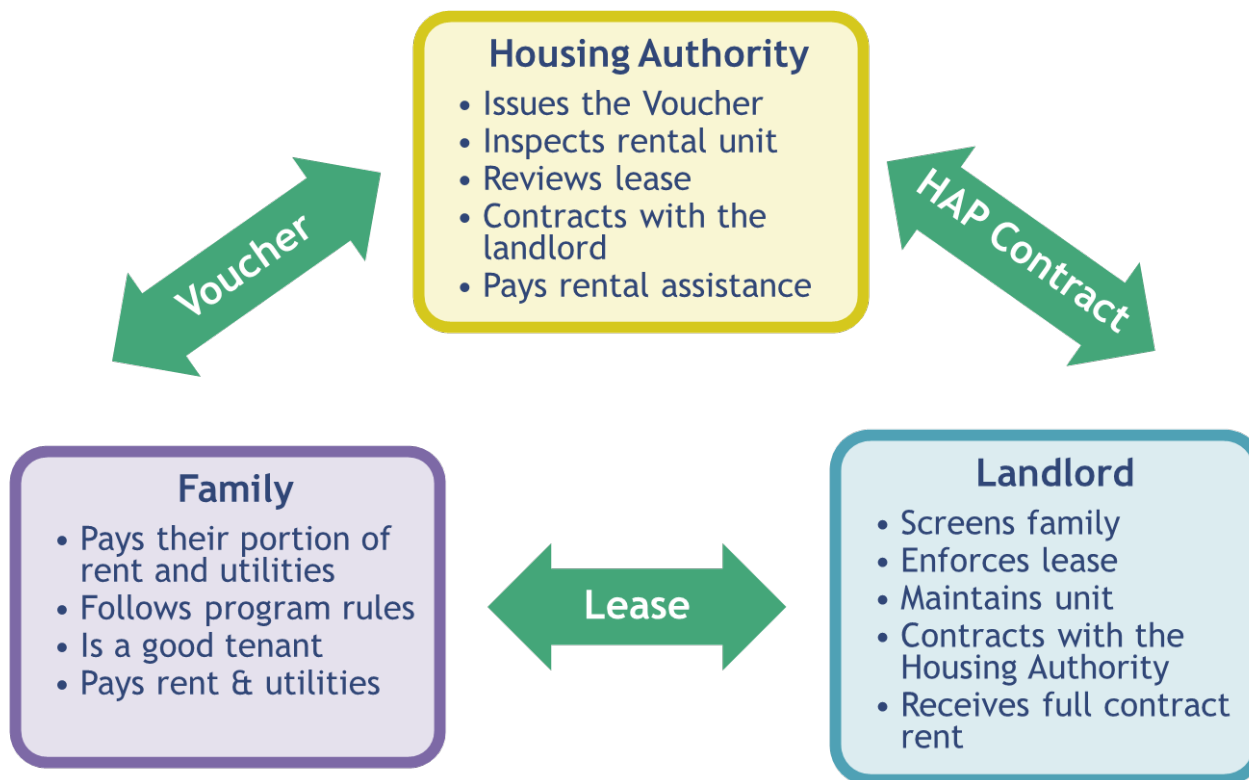 Housing Authority
• Issues the Voucher
• Inspects rental unit
• Reviews lease
• Contracts with the
landlord
• Pays rental assistance
Voucher
HAP Contract
Family
• Pays their portion of
rent and utilities
• Follows program rules
• Is a good tenant
• Pays rent & utilities
Lease
Landlord
• Screens family
• Enforces lease
• Maintains unit
• Contracts with the
Housing Authority
• Receives full contract
rent